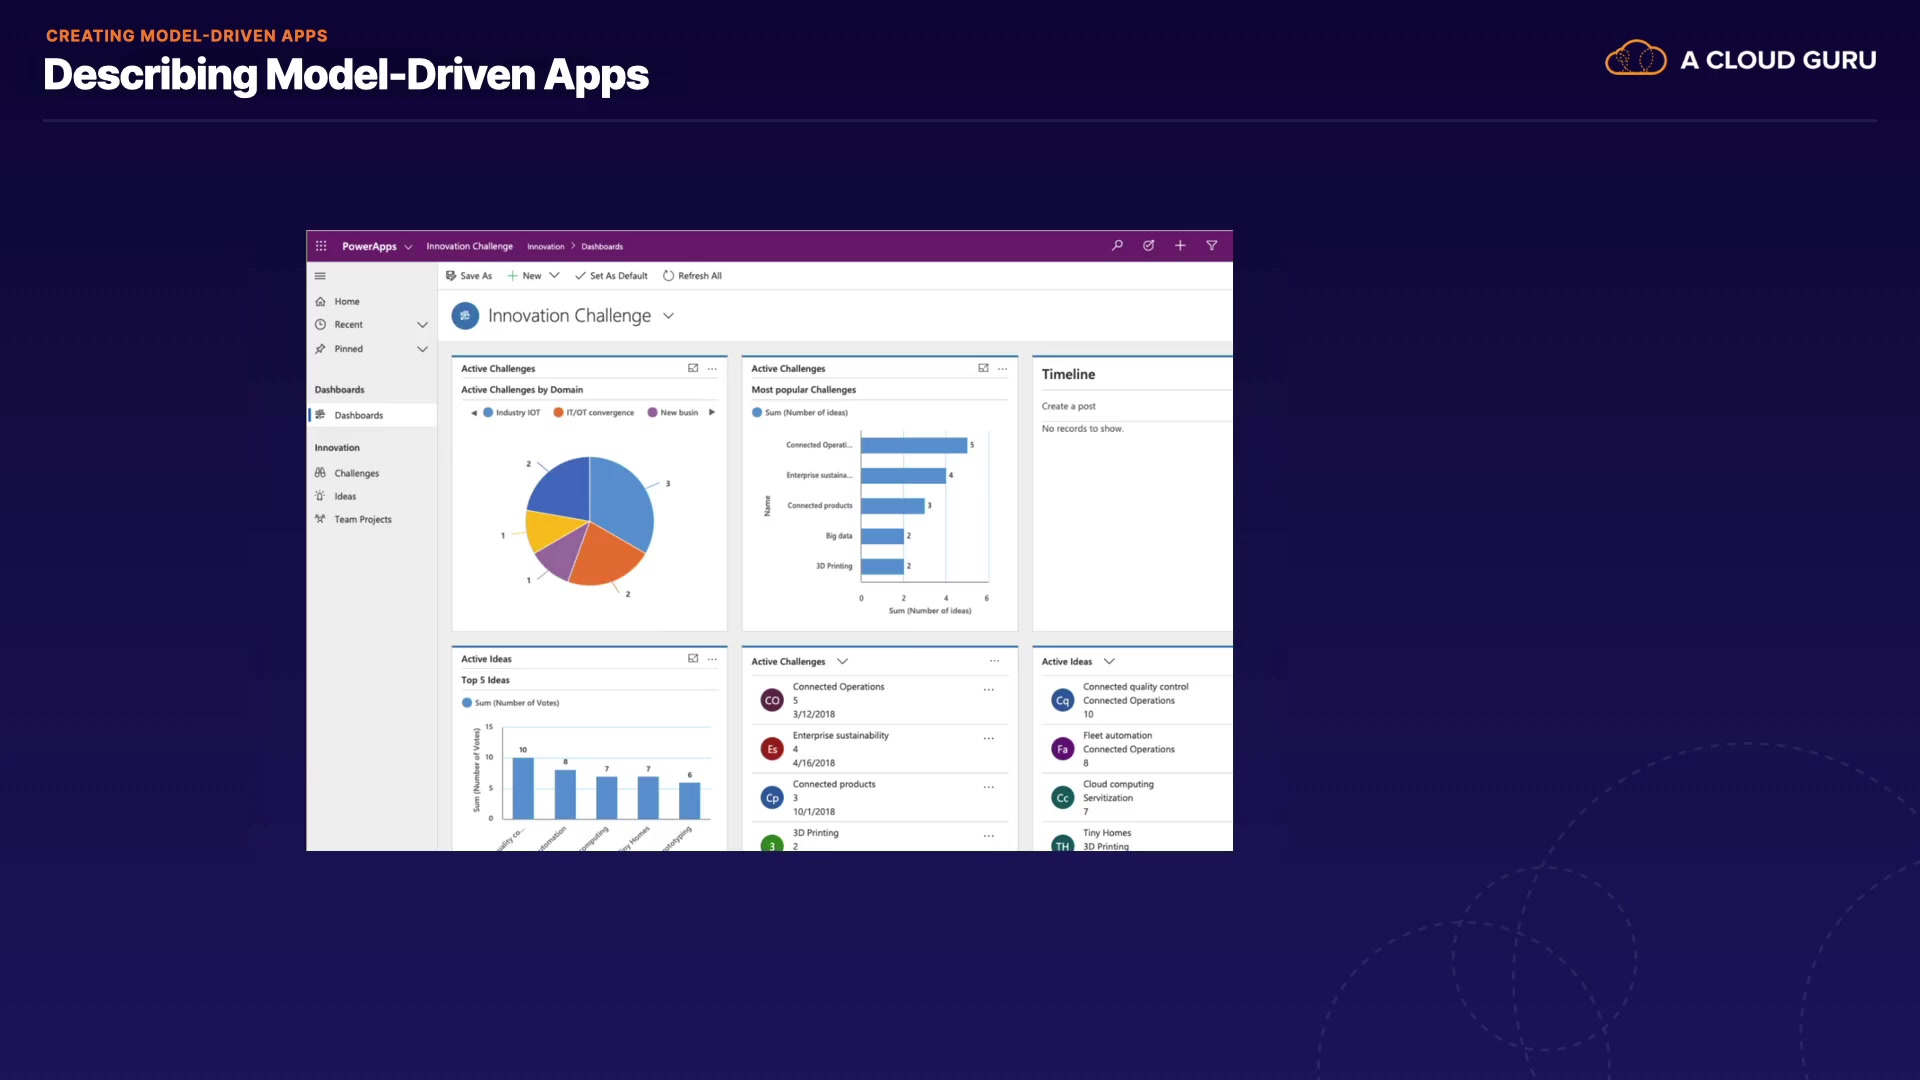 CREATING MODEL-DRIVEN APPS
Describing Model-Driven Apps
A CLOUD GURU
PowerApps
Innovation Challenge
Innovation > Dashboards
Save As
New
Set As Default
Refresh All
Home
Recent
Pinned
Dashboards
Dashboards
Innovation
Challenges
Ideas
Team Projects
Innovation Challenge
Active Challenges
Active Challenges by Domain
Industry IOT
IT/OT convergence
New busin
2
3
1
1
2
Active Challenges
Most popular Challenges
Sum (Number of ideas)
Name
Connected Operati...
5
Enterprise sustaina...
4
Connected products
3
Big data
2
3D Printing
2
0 2 4 6
Sum (Number of ideas)
Timeline
Create a post
No records to show.
Active Ideas
Top 5 Ideas
Sum (Number of Votes)
Sum (Number of Votes)
15
10
5
0
10
8
7
7
6
uality co...
utomation
omputing
ny Homes
ototyping
Active Challenges
CO
Connected Operations
5
3/12/2018
Es
Enterprise sustainability
4
4/16/2018
Cp
Connected products
3
10/1/2018
3
3D Printing
2
Active Ideas
Cq
Connected quality control
Connected Operations
10
Fa
Fleet automation
Connected Operations
8
Cc
Cloud computing
Servitization
7
TH
Tiny Homes
3D Printing